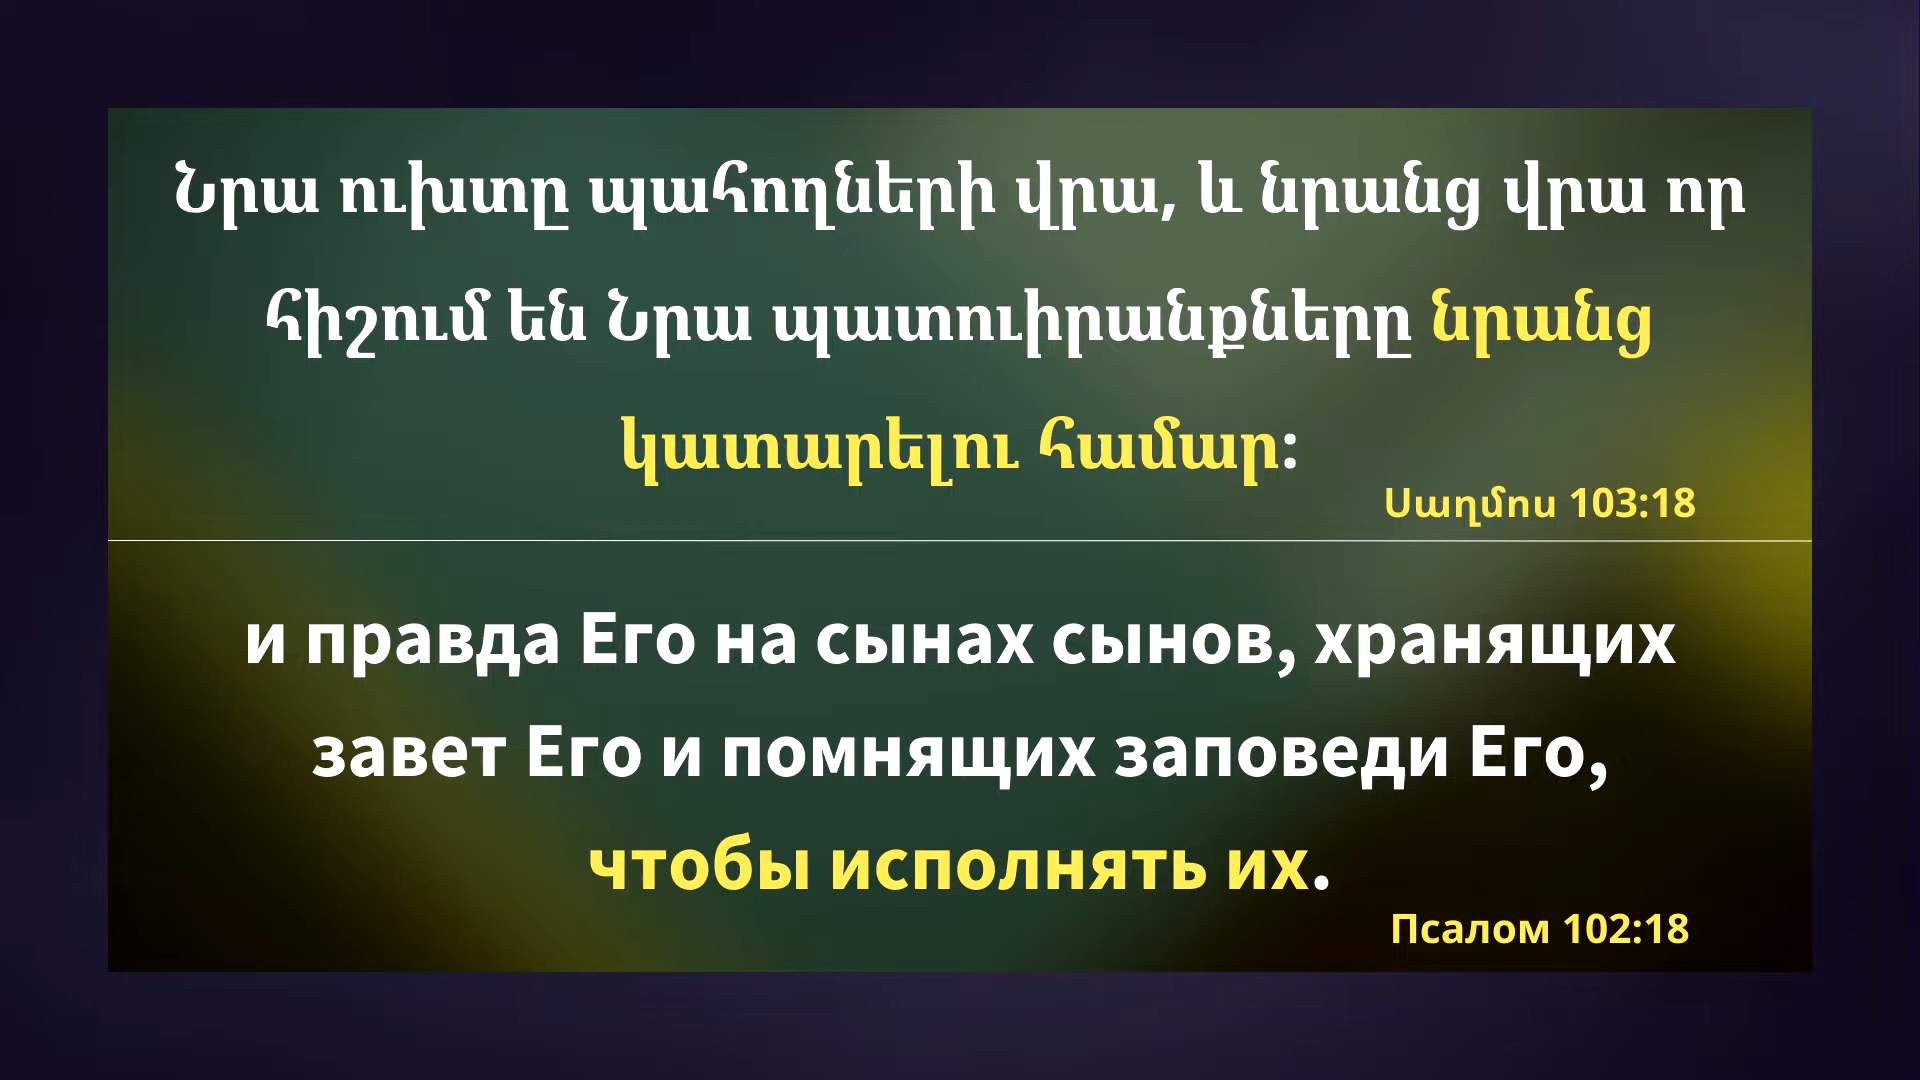 Նրա ուխտը պահողների վրա, և նրանց վրա որ
հիշում են Նրա պատուիրանքները նրանց
կատարելու համար:
Սաղմոս 103:18
и правда Его на сынах сынов, хранящих
завет Его и помнящих заповеди Его,
чтобы исполнять их.
Псалом 102:18